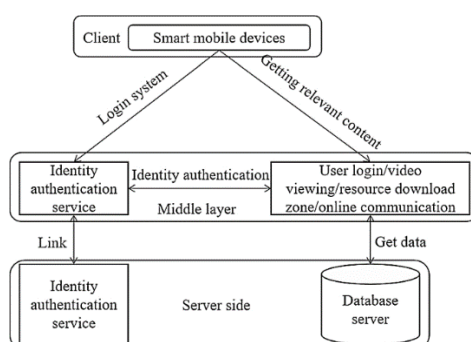 Client
Smart mobile devices
Login system
Getting relevant content
Identity
authentication
service
Identity authentication
User login/video
viewing/resource download
zone/online communication
Middle layer
Link
Get data
Identity
authentication
service
Server side
Database
server